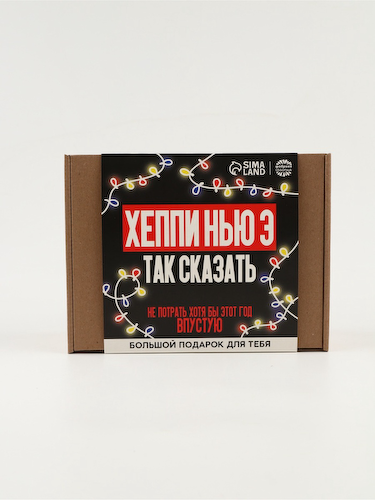 SIMA
LAND
ХЕППИ НЬЮ Э
ТАК СКАЗАТЬ
НЕ ПОТРАТЬ ХОТЯ БЫ ЭТОТ ГОД
ВПУСТУЮ
БОЛЬШОЙ ПОДАРОК ДЛЯ ТЕБЯ